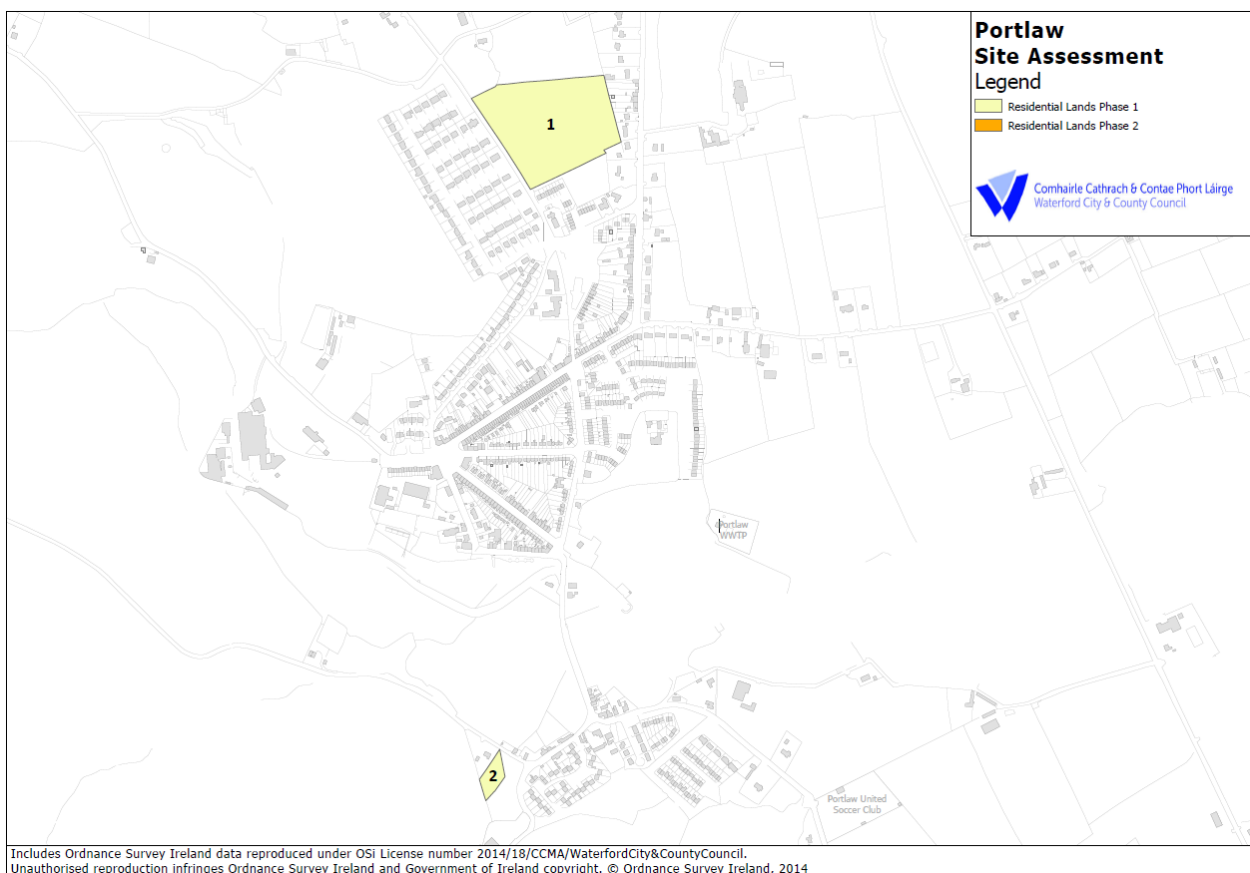 Portlaw
Site Assessment
Legend
Residential Lands Phase 1
Residential Lands Phase 2
Comhairle Cathrach & Contae Phort Láirge
Waterford City & County Council
1
Portlaw
WWTP
2
Portlaw United
Soccer Club
Includes Ordnance Survey Ireland data reproduced under OSi License number 2014/18/CCMA/WaterfordCity&CountyCouncil.
Unauthorised reproduction infringes Ordnance Survey Ireland and Government of Ireland copyright. © Ordnance Survey Ireland, 2014